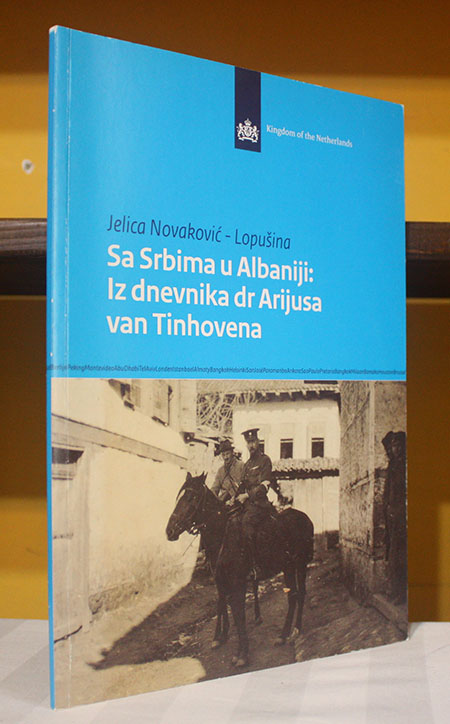 Kingdom of the Netherlands
Jelica Novaković - Lopušina
Sa Srbima u Albaniji:
Iz dnevnika dr Arijusa
van Tinhovena